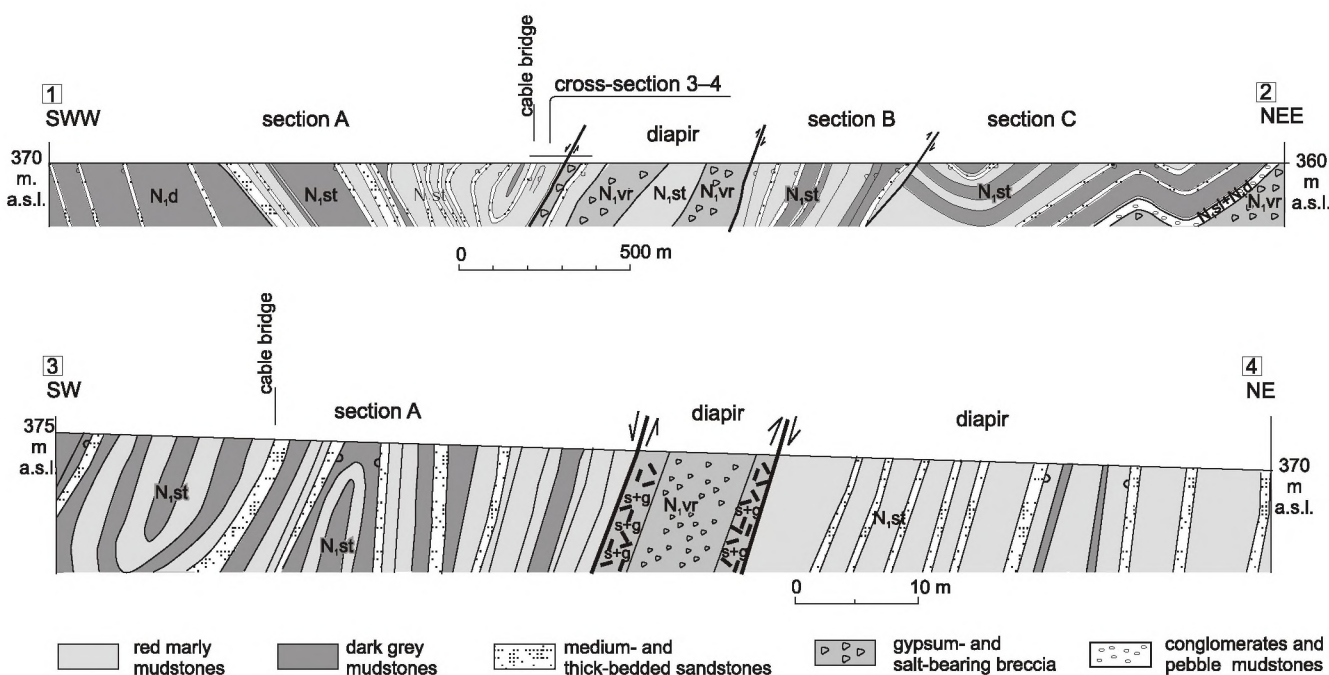 cable bridge
cross-section 3–4
1
SWW
section A
diapir
section B
section C
2
NEE
370
m.
a.s.l.
N₁d
N₁st
N₁st
N₁vr
N₁st
N₁vr
N₁st
N₁st
N₁st+N₁d
N₁vr
360
m
a.s.l.
0 500 m
3
SW
cable bridge
section A
diapir
diapir
4
NE
375
m
a.s.l.
N₁st
N₁st
s+g
s+g
s+g
N₁vr
s+g
s+g
N₁st
370
m
a.s.l.
0 10 m
red marly
mudstones
dark grey
mudstones
medium- and
thick-bedded sandstones
gypsum- and
salt-bearing breccia
conglomerates and
pebble mudstones